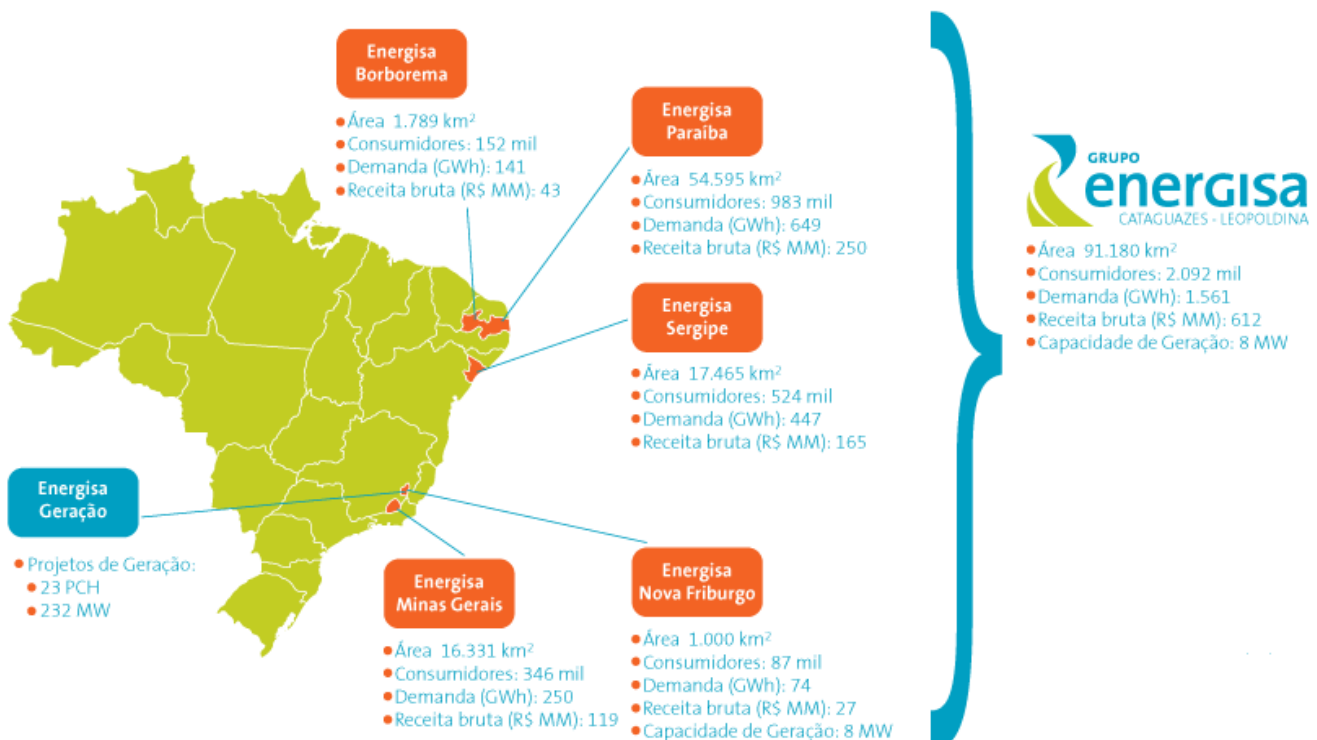 Energisa
Borborema
Área 1.789 km²
Consumidores: 152 mil
Demanda (GWh): 141
Receita bruta (R$ MM): 43
Energisa
Paraíba
Área 54.595 km²
Consumidores: 983 mil
Demanda (GWh): 649
Receita bruta (R$ MM): 250
Energisa
Sergipe
Área 17.465 km²
Consumidores: 524 mil
Demanda (GWh): 447
Receita bruta (R$ MM): 165
Energisa
Geração
Projetos de Geração:
23 PCH
232 MW
Energisa
Minas Gerais
Área 16.331 km²
Consumidores: 346 mil
Demanda (GWh): 250
Receita bruta (R$ MM): 119
Energisa
Nova Friburgo
Área 1.000 km²
Consumidores: 87 mil
Demanda (GWh): 74
Receita bruta (R$ MM): 27
Capacidade de Geração: 8 MW
GRUPO
energisa
CATAGUAZES - LEOPOLDINA
Área 91.180 km²
Consumidores: 2.092 mil
Demanda (GWh): 1.561
Receita bruta (R$ MM): 612
Capacidade de Geração: 8 MW